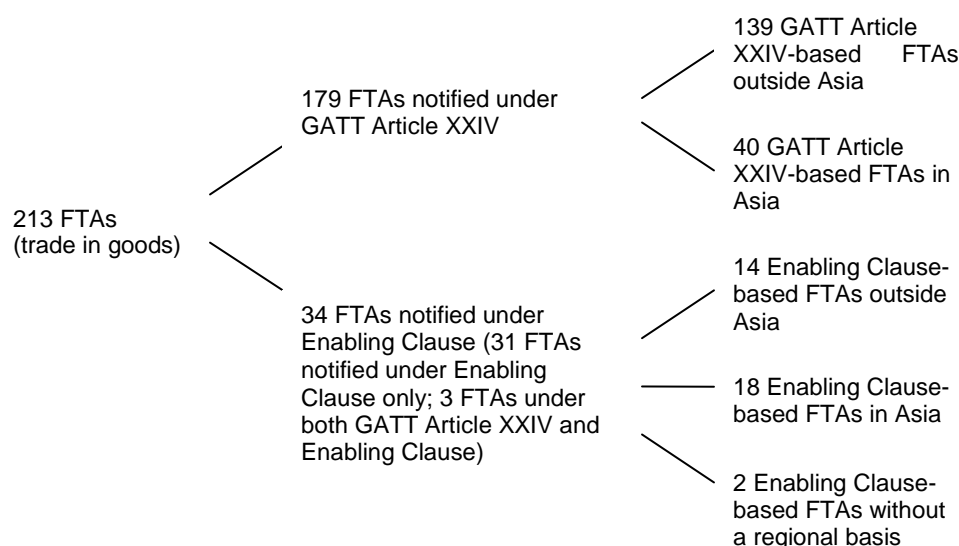 213 FTAs
(trade in goods)
179 FTAs notified under
GATT Article XXIV
34 FTAs notified under
Enabling Clause (31 FTAs
notified under Enabling
Clause only; 3 FTAs under
both GATT Article XXIV and
Enabling Clause)
139 GATT Article
XXIV-based FTAs
outside Asia
40 GATT Article
XXIV-based FTAs in
Asia
14 Enabling Clause-
based FTAs outside
Asia
18 Enabling Clause-
based FTAs in Asia
2 Enabling Clause-
based FTAs without
a regional basis